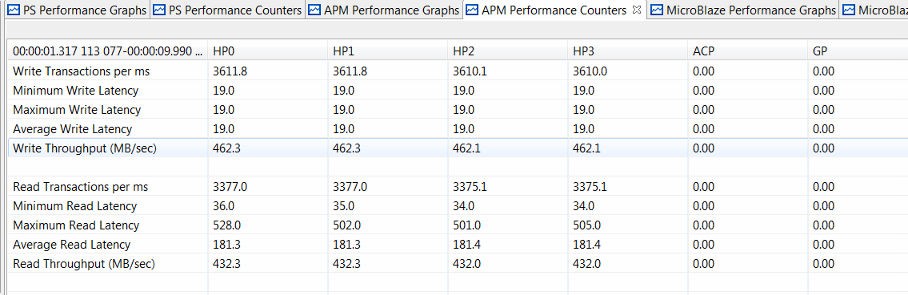 PS Performance Graphs PS Performance Counters APM Performance Graphs APM Performance Counters MicroBlaze Performance Graphs MicroBlaz
00:00:01.317 113 077-00:00:09.990 ... HP0 HP1 HP2 HP3 ACP GP
Write Transactions per ms 3611.8 3611.8 3610.1 3610.0 0.00 0.00
Minimum Write Latency 19.0 19.0 19.0 19.0 0.00 0.00
Maximum Write Latency 19.0 19.0 19.0 19.0 0.00 0.00
Average Write Latency 19.0 19.0 19.0 19.0 0.00 0.00
Write Throughput (MB/sec) 462.3 462.3 462.1 462.1 0.00 0.00
Read Transactions per ms 3377.0 3377.0 3375.1 3375.1 0.00 0.00
Minimum Read Latency 36.0 35.0 34.0 34.0 0.00 0.00
Maximum Read Latency 528.0 502.0 501.0 505.0 0.00 0.00
Average Read Latency 181.3 181.3 181.4 181.4 0.00 0.00
Read Throughput (MB/sec) 432.3 432.3 432.0 432.0 0.00 0.00